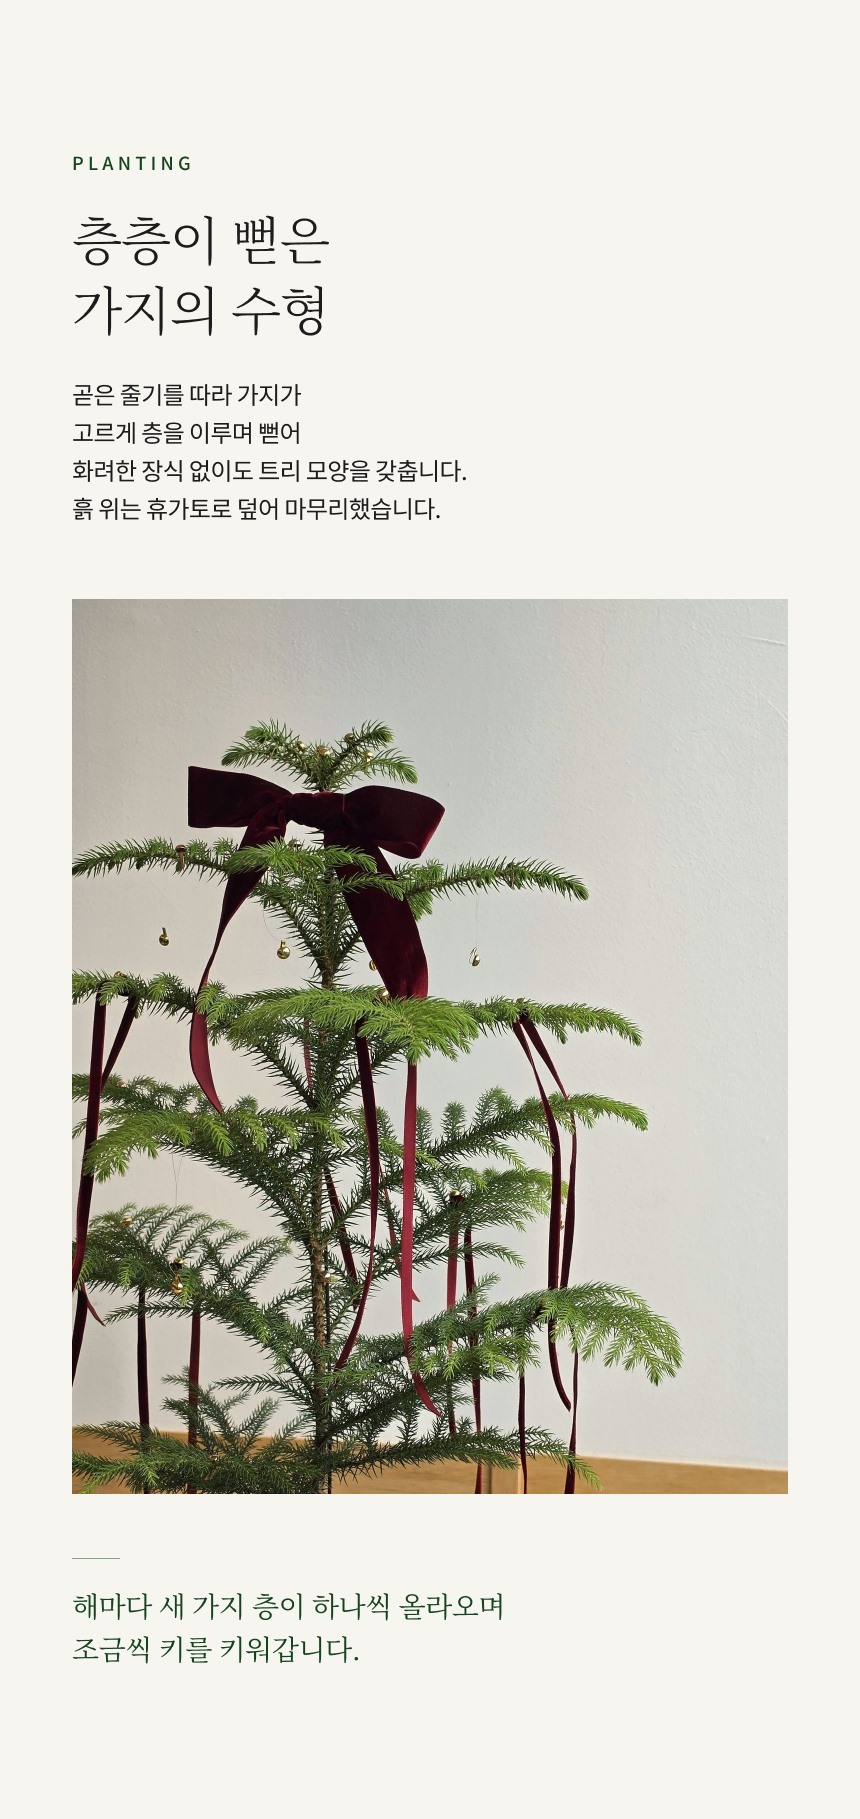 PLANTING
층층이 뻗은
가지의 수형
곧은 줄기를 따라 가지가
고르게 층을 이루며 뻗어
화려한 장식 없이도 트리 모양을 갖춥니다.
흙 위는 휴가토로 덮어 마무리했습니다.
해마다 새 가지 층이 하나씩 올라오며
조금씩 키를 키워갑니다.